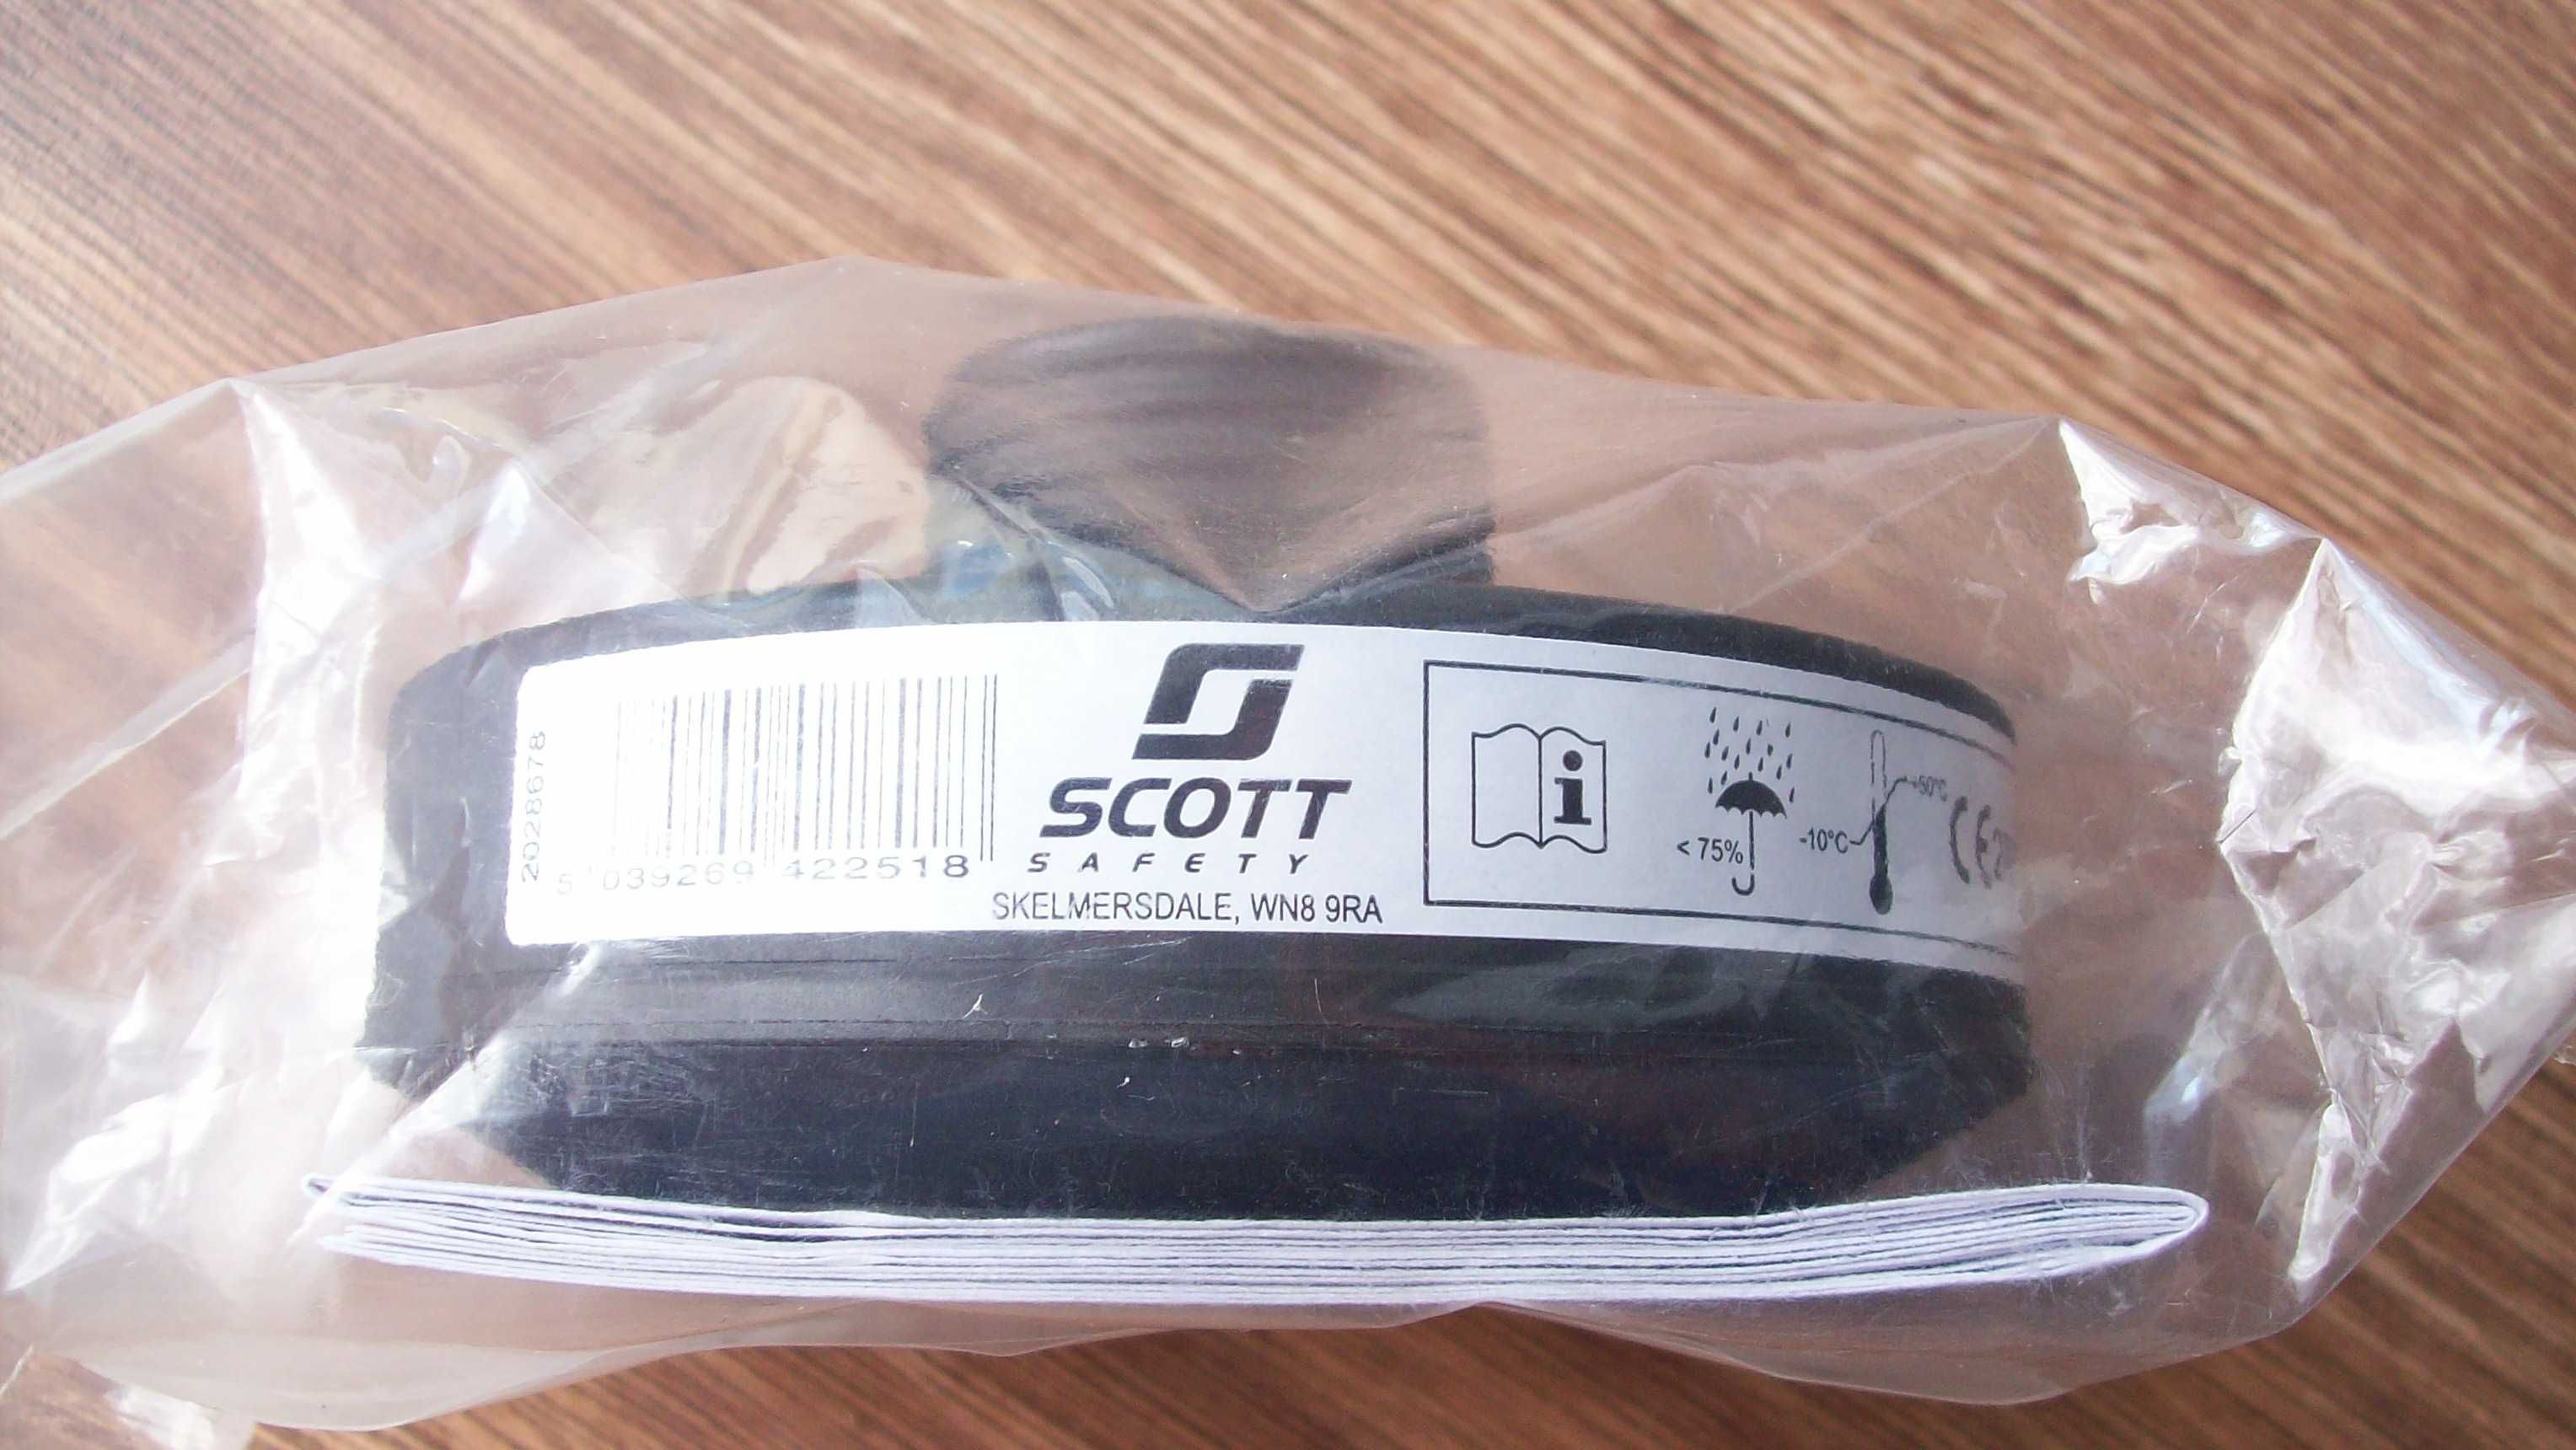 2028678
5 039269 422518
SCOTT
SAFETY
SKELMERSDALE, WN8 9RA
i
< 75%
-10°C
+50°C
CE